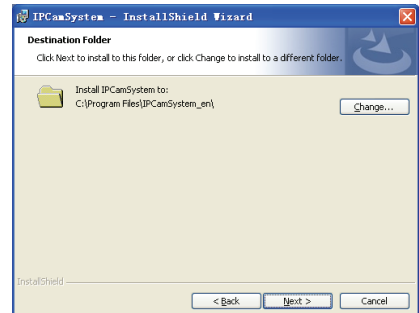 IPCamSystem - InstallShield Wizard
Destination Folder
Click Next to install to this folder, or click Change to install to a different folder.
Install IPCamSystem to:
C:\Program Files\IPCamSystem_en\
Change...
InstallShield
< Back
Next >
Cancel